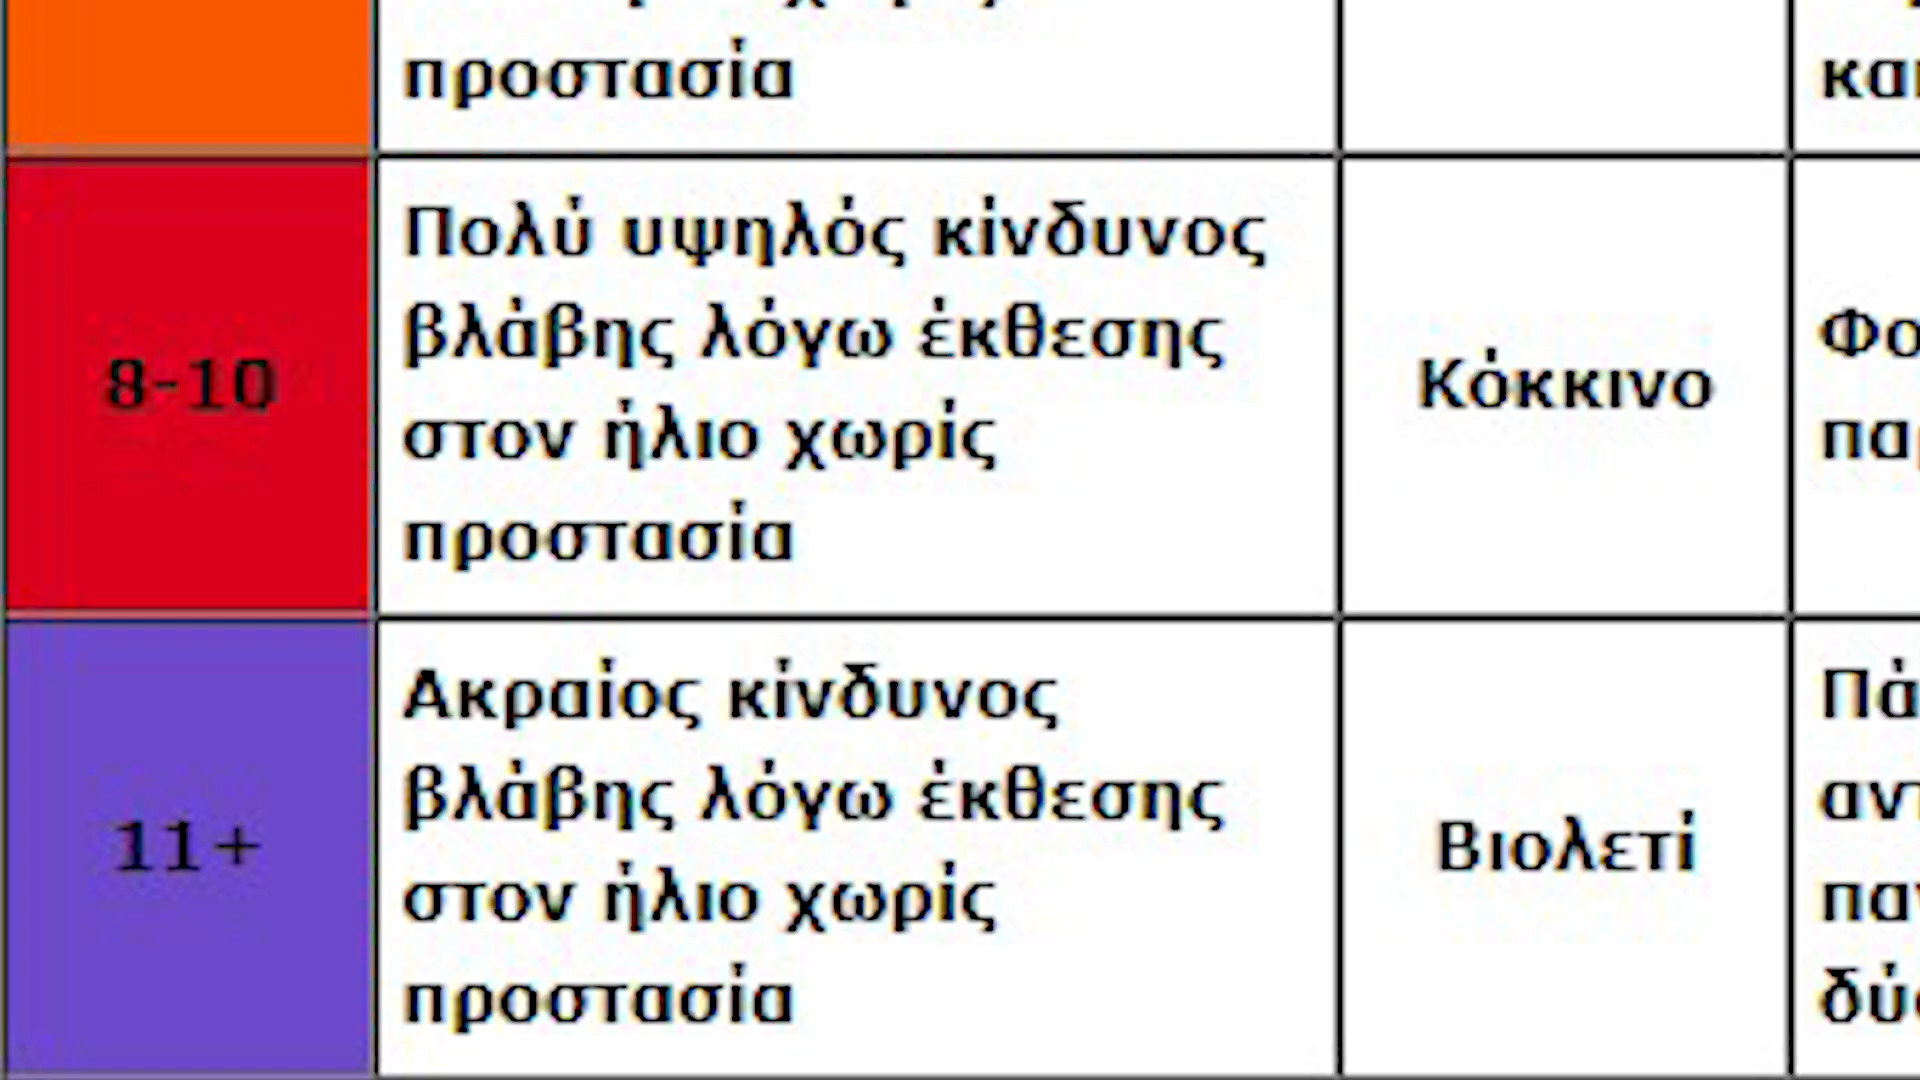 προστασία
8-10
Πολύ υψηλός κίνδυνος
βλάβης λόγω έκθεσης
στον ήλιο χωρίς
προστασία
Κόκκινο
11+
Ακραίος κίνδυνος
βλάβης λόγω έκθεσης
στον ήλιο χωρίς
προστασία
Βιολετί